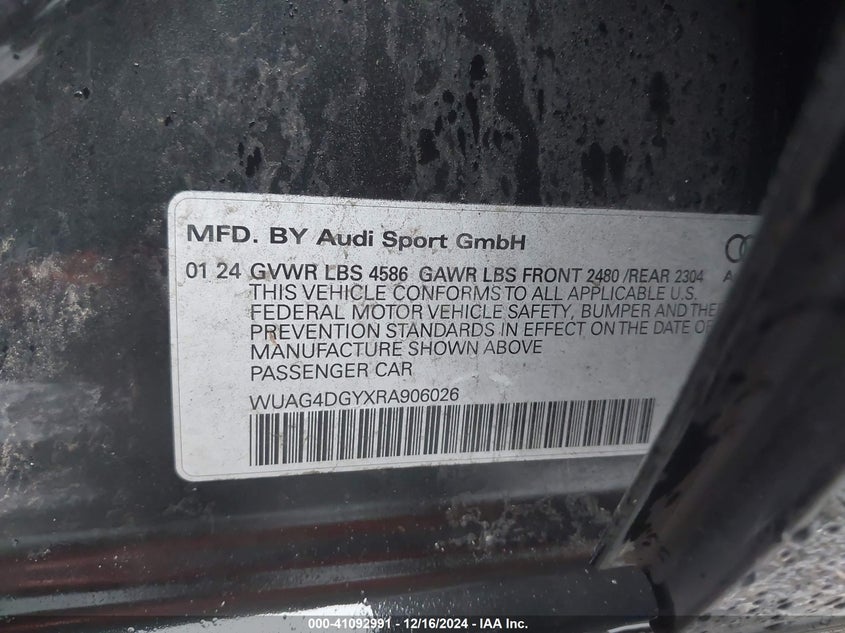 MFD. BY Audi Sport GmbH
01 24 GVWR LBS 4586 GAWR LBS FRONT 2480 /REAR 2304
THIS VEHICLE CONFORMS TO ALL APPLICABLE U.S.
FEDERAL MOTOR VEHICLE SAFETY, BUMPER AND THE
PREVENTION STANDARDS IN EFFECT ON THE DATE OF
MANUFACTURE SHOWN ABOVE
PASSENGER CAR
WUAG4DGYXRA906026
000-41092991 - 12/16/2024 - IAA Inc.